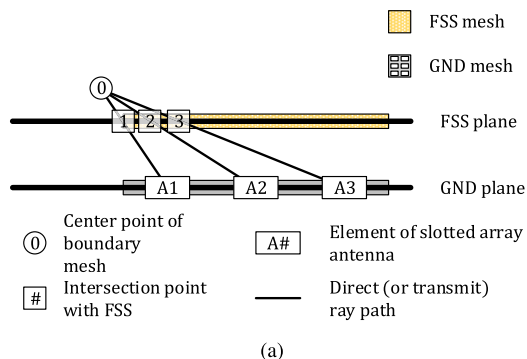 FSS mesh
GND mesh
0
1 2 3
FSS plane
A1 A2 A3
GND plane
0
Center point of
boundary
mesh
A#
Element of slotted array
antenna
#
Intersection point
with FSS
Direct (or transmit)
ray path
(a)